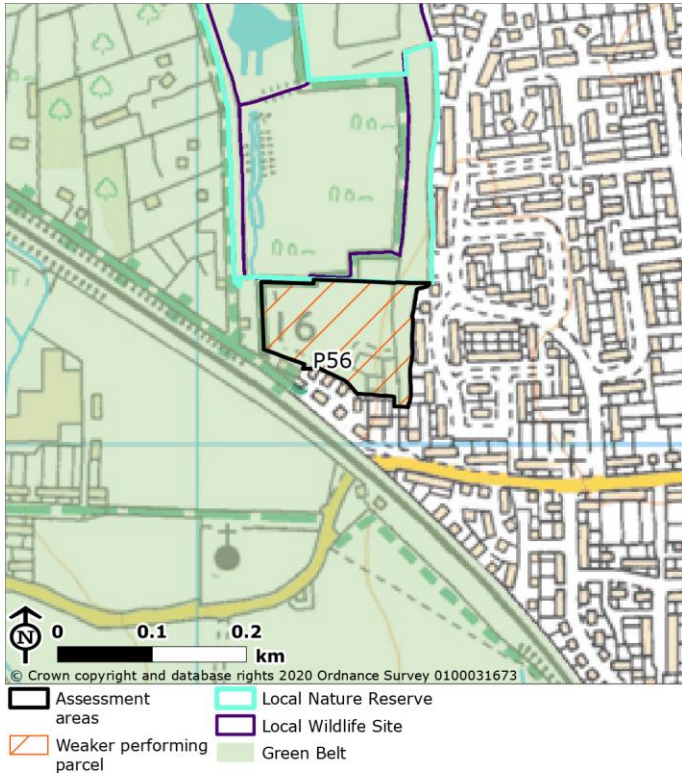 16
P56
N
0 0.1 0.2
km
© Crown copyright and database rights 2020 Ordnance Survey 0100031673
Assessment
areas
Weaker performing
parcel
Local Nature Reserve
Local Wildlife Site
Green Belt